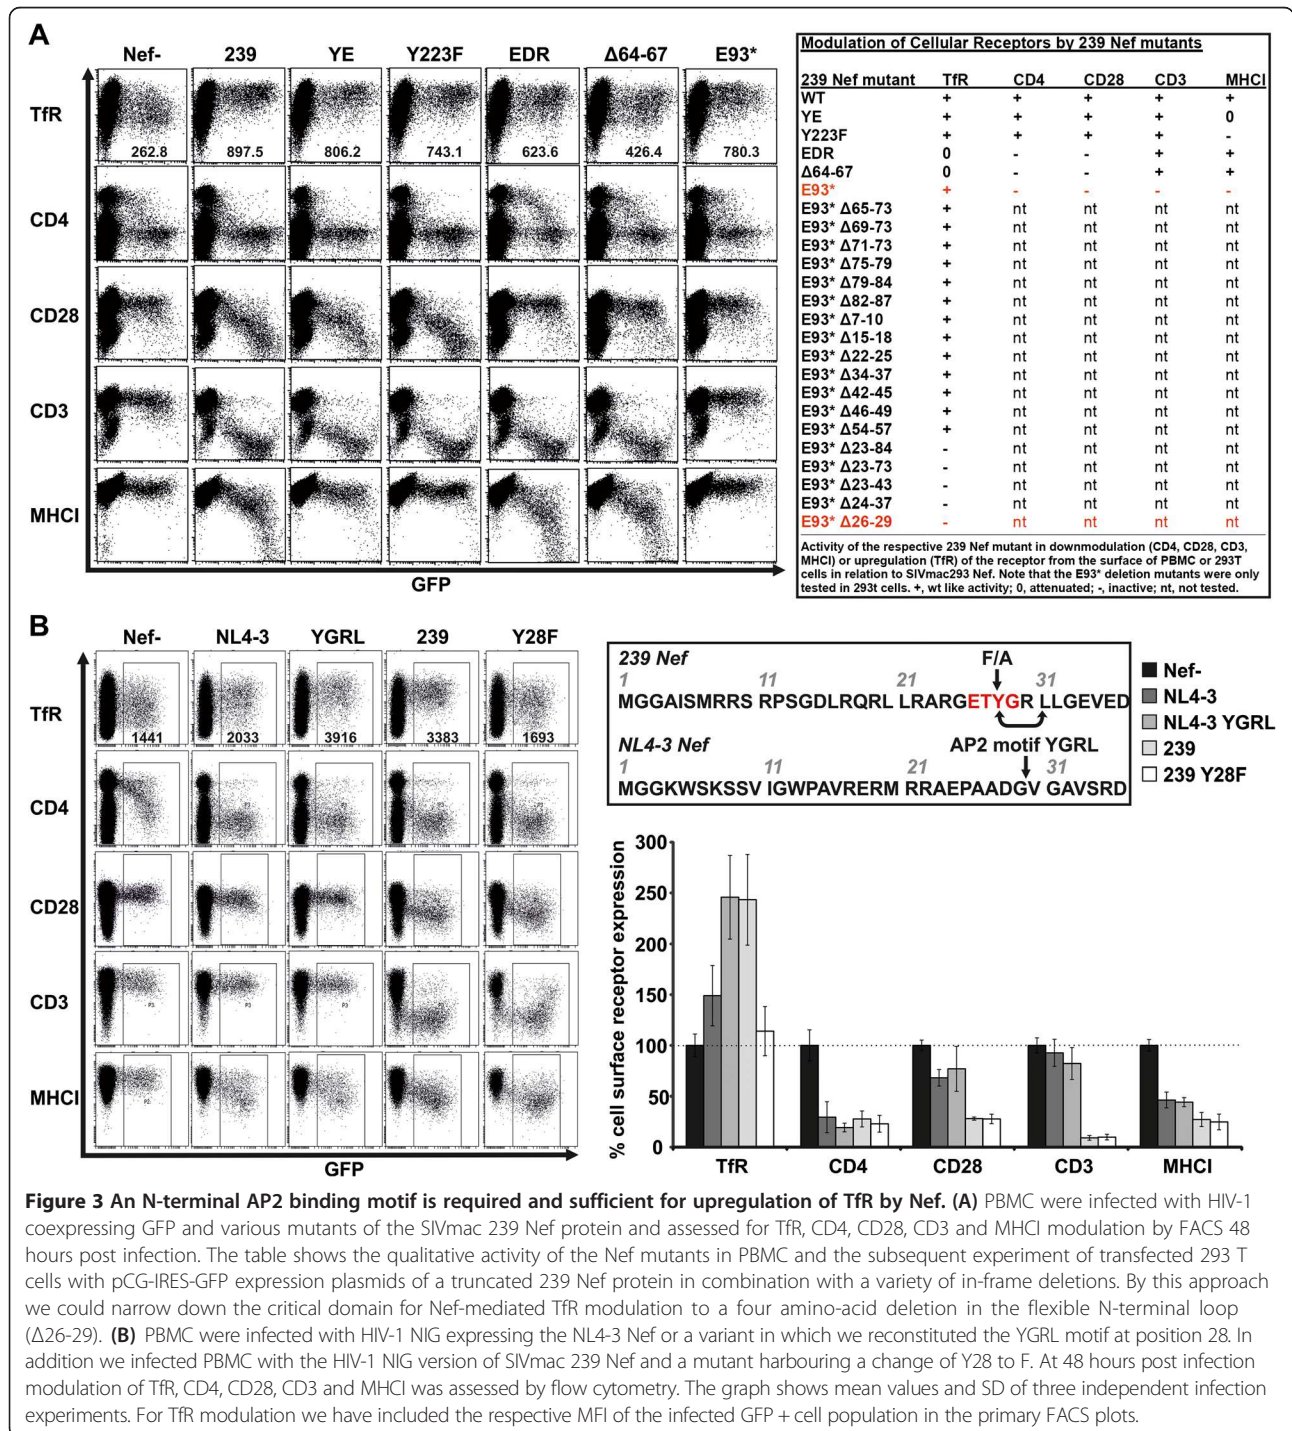 A
Nef- 239 YE Y223F EDR Δ64-67 E93*
TfR
262.8 897.5 806.2 743.1 623.6 426.4 780.3
CD4
CD28
CD3
MHCI
GFP
Modulation of Cellular Receptors by 239 Nef mutants
239 Nef mutant TfR CD4 CD28 CD3 MHCI
WT + + + + +
YE + + + + 0
Y223F + + + + -
EDR 0 - - + +
Δ64-67 0 - - + +
E93* + - - - -
E93* Δ65-73 + nt nt nt nt
E93* Δ69-73 + nt nt nt nt
E93* Δ71-73 + nt nt nt nt
E93* Δ75-79 + nt nt nt nt
E93* Δ79-84 + nt nt nt nt
E93* Δ82-87 + nt nt nt nt
E93* Δ7-10 + nt nt nt nt
E93* Δ15-18 + nt nt nt nt
E93* Δ22-25 + nt nt nt nt
E93* Δ34-37 + nt nt nt nt
E93* Δ42-45 + nt nt nt nt
E93* Δ46-49 + nt nt nt nt
E93* Δ54-57 + nt nt nt nt
E93* Δ23-84 - nt nt nt nt
E93* Δ23-73 - nt nt nt nt
E93* Δ23-43 - nt nt nt nt
E93* Δ24-37 - nt nt nt nt
E93* Δ26-29 - nt nt nt nt
Activity of the respective 239 Nef mutant in downmodulation (CD4, CD28, CD3,
MHCI) or upregulation (TfR) of the receptor from the surface of PBMC or 293T
cells in relation to SIVmac293 Nef. Note that the E93* deletion mutants were only
tested in 293t cells. +, wt like activity; 0, attenuated; -, inactive; nt, not tested.
B
Nef- NL4-3 YGRL 239 Y28F
TfR
1441 2033 3916 3383 1693
CD4
CD28
CD3
MHCI
GFP
239 Nef F/A
1 11 21 31
MGGAISMRRS RPSGDLRQRL LRARGETYGR LLGEVED
NL4-3 Nef AP2 motif YGRL
1 11 21 31
MGGKWSKSSV IGWPAVRERM RRAEPAADGV GAVSRD
Nef-
NL4-3
NL4-3 YGRL
239
239 Y28F
% cell surface receptor expression
300
250
200
150
100
50
0
TfR CD4 CD28 CD3 MHCI
Figure 3 An N-terminal AP2 binding motif is required and sufficient for upregulation of TfR by Nef. (A) PBMC were infected with HIV-1
coexpressing GFP and various mutants of the SIVmac 239 Nef protein and assessed for TfR, CD4, CD28, CD3 and MHCI modulation by FACS 48
hours post infection. The table shows the qualitative activity of the Nef mutants in PBMC and the subsequent experiment of transfected 293 T
cells with pCG-IRES-GFP expression plasmids of a truncated 239 Nef protein in combination with a variety of in-frame deletions. By this approach
we could narrow down the critical domain for Nef-mediated TfR modulation to a four amino-acid deletion in the flexible N-terminal loop
(Δ26-29). (B) PBMC were infected with HIV-1 NIG expressing the NL4-3 Nef or a variant in which we reconstituted the YGRL motif at position 28. In
addition we infected PBMC with the HIV-1 NIG version of SIVmac 239 Nef and a mutant harbouring a change of Y28 to F. At 48 hours post infection
modulation of TfR, CD4, CD28, CD3 and MHCI was assessed by flow cytometry. The graph shows mean values and SD of three independent infection
experiments. For TfR modulation we have included the respective MFI of the infected GFP + cell population in the primary FACS plots.